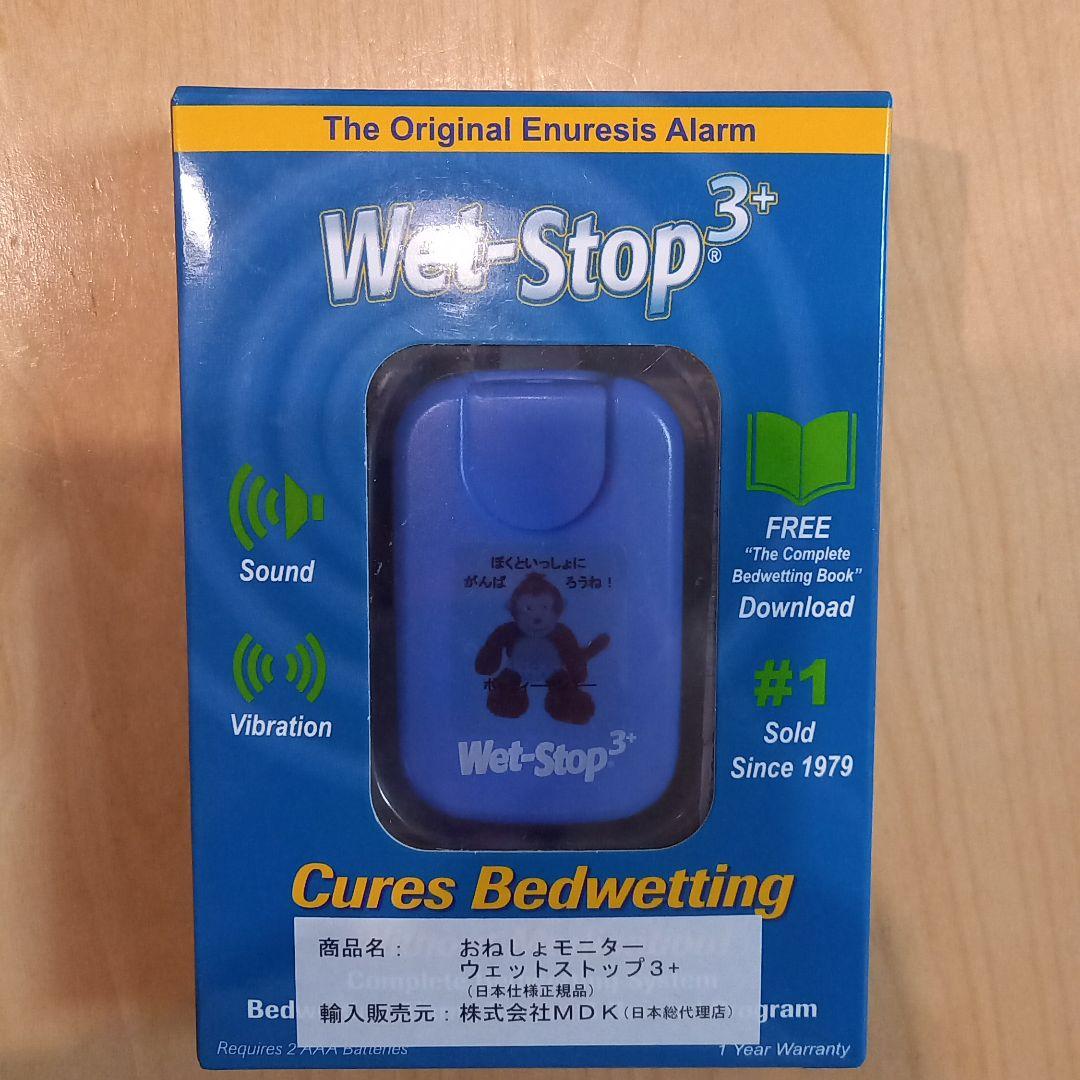 The Original Enuresis Alarm
Wet-Stop3+®
Sound
Vibration
ぼくといっしょに
がんば ろうね！
Wet-Stop3+
FREE
“The Complete
Bedwetting Book”
Download
#1
Sold
Since 1979
Cures Bedwetting
商品名： おねしょモニター
ウェットストップ３＋
（日本仕様正規品）
輸入販売元：株式会社ＭＤＫ（日本総代理店）
Requires 2 AAA Batteries
1 Year Warranty